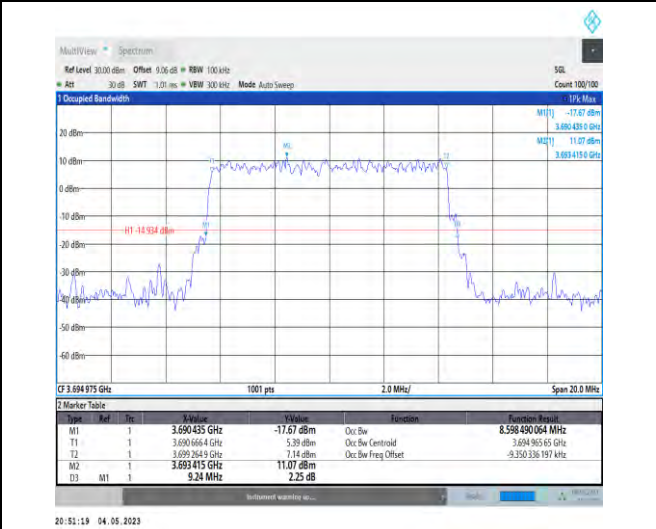 MultiView Spectrum
Ref Level 30.00 dBm Offset 9.06 dB RBW 100 kHz SGL
Att 30 dB SWT 1.01 ms VBW 300 kHz Mode Auto Sweep Count 100/100
1 Occupied Bandwidth 1Pk Max
M1[1] -17.67 dBm
3.690 435 0 GHz
M2[1] 11.07 dBm
3.693 415 0 GHz
20 dBm
M2
T1 T2
10 dBm
0 dBm
-10 dBm
M1
H1 -14.934 dBm
-20 dBm
-30 dBm
-40 dBm
-50 dBm
-60 dBm
CF 3.694 975 GHz 1001 pts 2.0 MHz/ Span 20.0 MHz
2 Marker Table
Type Ref Trc X-Value Y-Value Function Function Result
M1 1 3.690 435 GHz -17.67 dBm Occ Bw 8.598 490 064 MHz
T1 1 3.690 666 4 GHz 5.39 dBm Occ Bw Centroid 3.694 965 65 GHz
T2 1 3.699 264 9 GHz 7.14 dBm Occ Bw Freq Offset -9.350 336 197 kHz
M2 1 3.693 415 GHz 11.07 dBm
D3 M1 1 9.24 MHz 2.25 dB
Instrument warming up...
20:51:19 04.05.2023